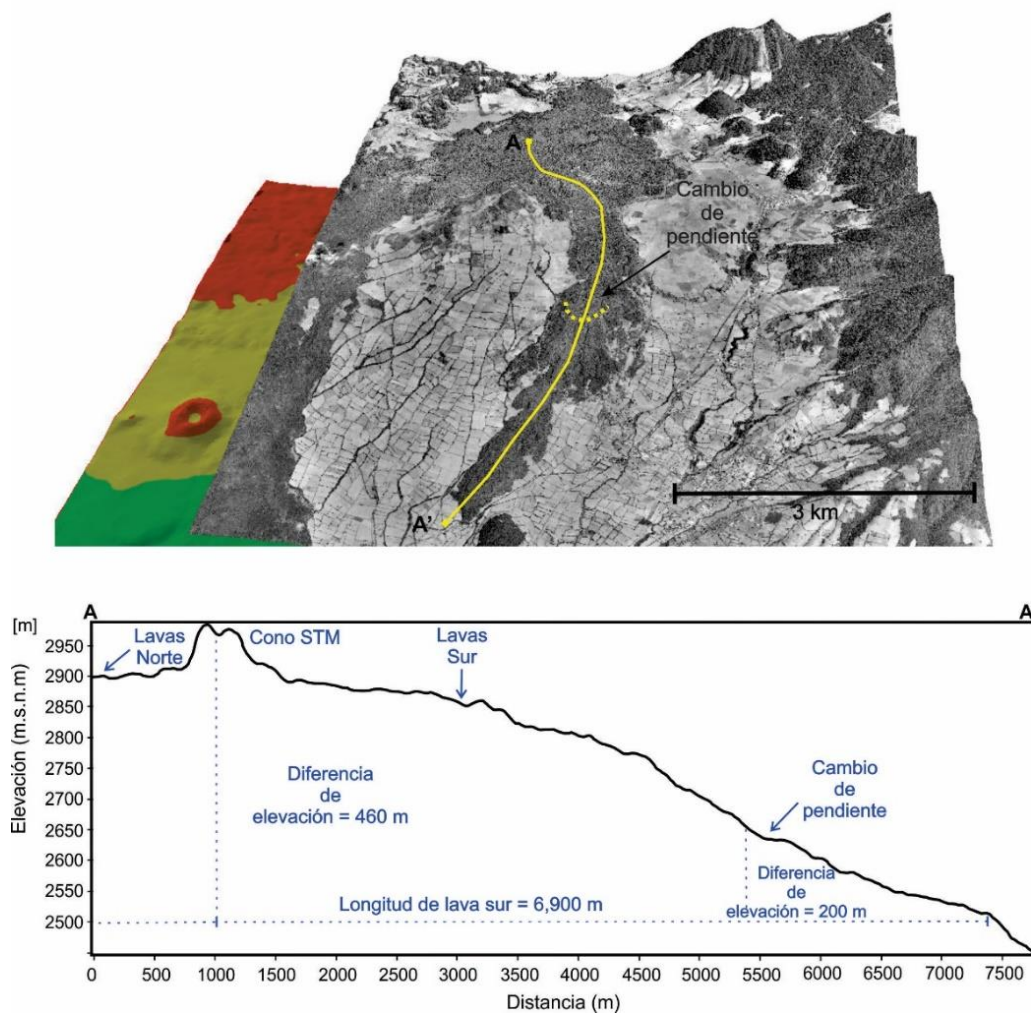 A
Cambio
de
pendiente
A'
3 km
A
A
[m]
Lavas
Norte
Cono STM
Lavas
Sur
2950
2900
2850
2800
2750
2700
2650
2600
2550
2500
Elevación (m.s.n.m)
Diferencia
de
elevación = 460 m
Cambio
de
pendiente
Diferencia
de
elevación = 200 m
Longitud de lava sur = 6,900 m
0 500 1000 1500 2000 2500 3000 3500 4000 4500 5000 5500 6000 6500 7000 7500
Distancia (m)